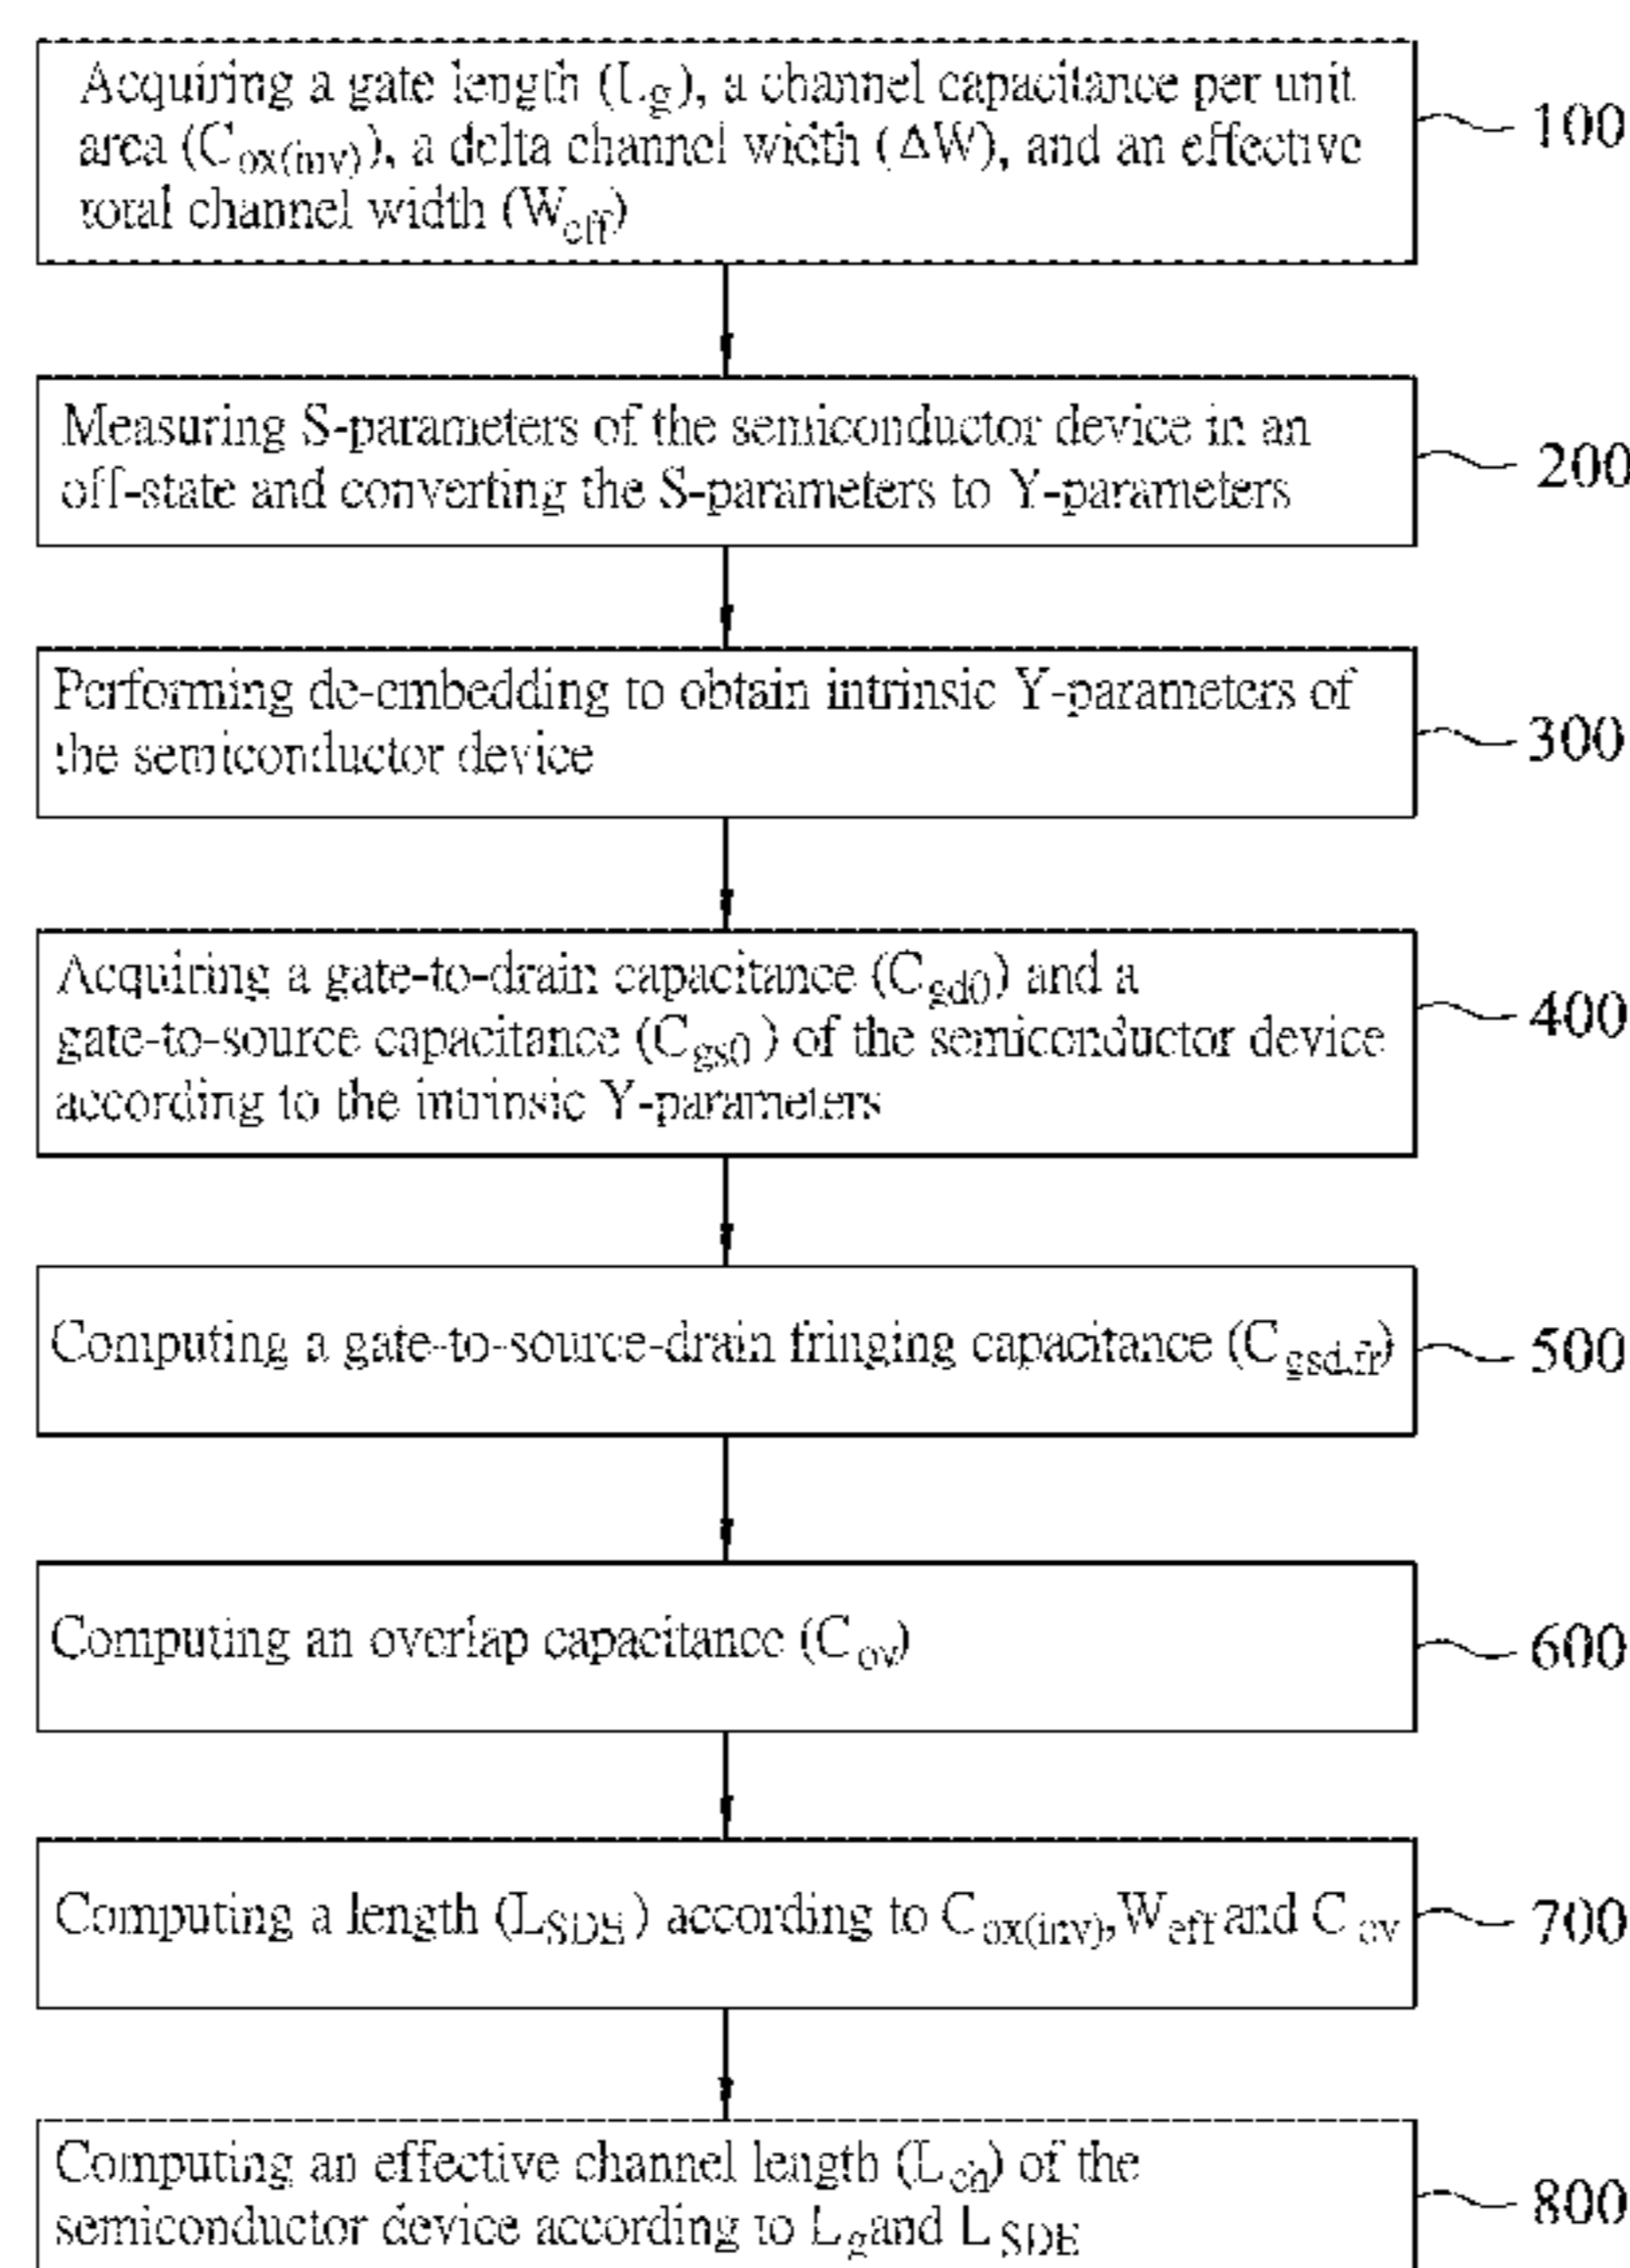 Acquiring a gate length (Lg), a channel capacitance per unit
area (Cox(inv)), a delta channel width (ΔW), and an effective
total channel width (Weff)
100
Measuring S-parameters of the semiconductor device in an
off-state and converting the S-parameters to Y-parameters
200
Performing de-embedding to obtain intrinsic Y-parameters of
the semiconductor device
300
Acquiring a gate-to-drain capacitance (Cgd0) and a
gate-to-source capacitance (Cgs0) of the semiconductor device
according to the intrinsic Y-parameters
400
Computing a gate-to-source-drain fringing capacitance (Cgsd,fr)
500
Computing an overlap capacitance (Cov)
600
Computing a length (LSDE) according to Cox(inv),Weff and Cov
700
Computing an effective channel length (Lch) of the
semiconductor device according to Lg and LSDE
800